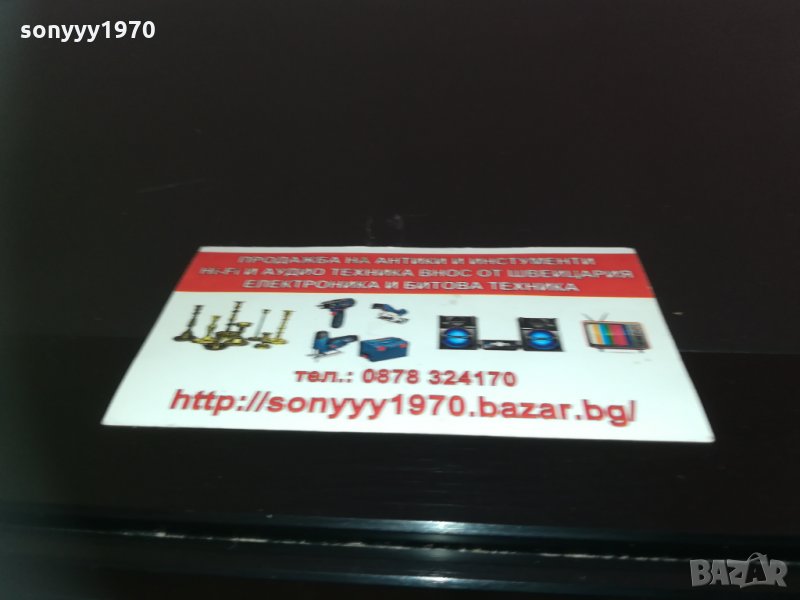 sonyyy1970
ПРОДАЖБА НА АНТИКИ И ИНСТУМЕНТИ
Hi-Fi И АУДИО ТЕХНИКА ВНОС ОТ ШВЕИЦАРИЯ
ЕЛЕКТРОНИКА И БИТОВА ТЕХНИКА
тел.: 0878 324170
http://sonyyy1970.bazar.bg/
BAZAR